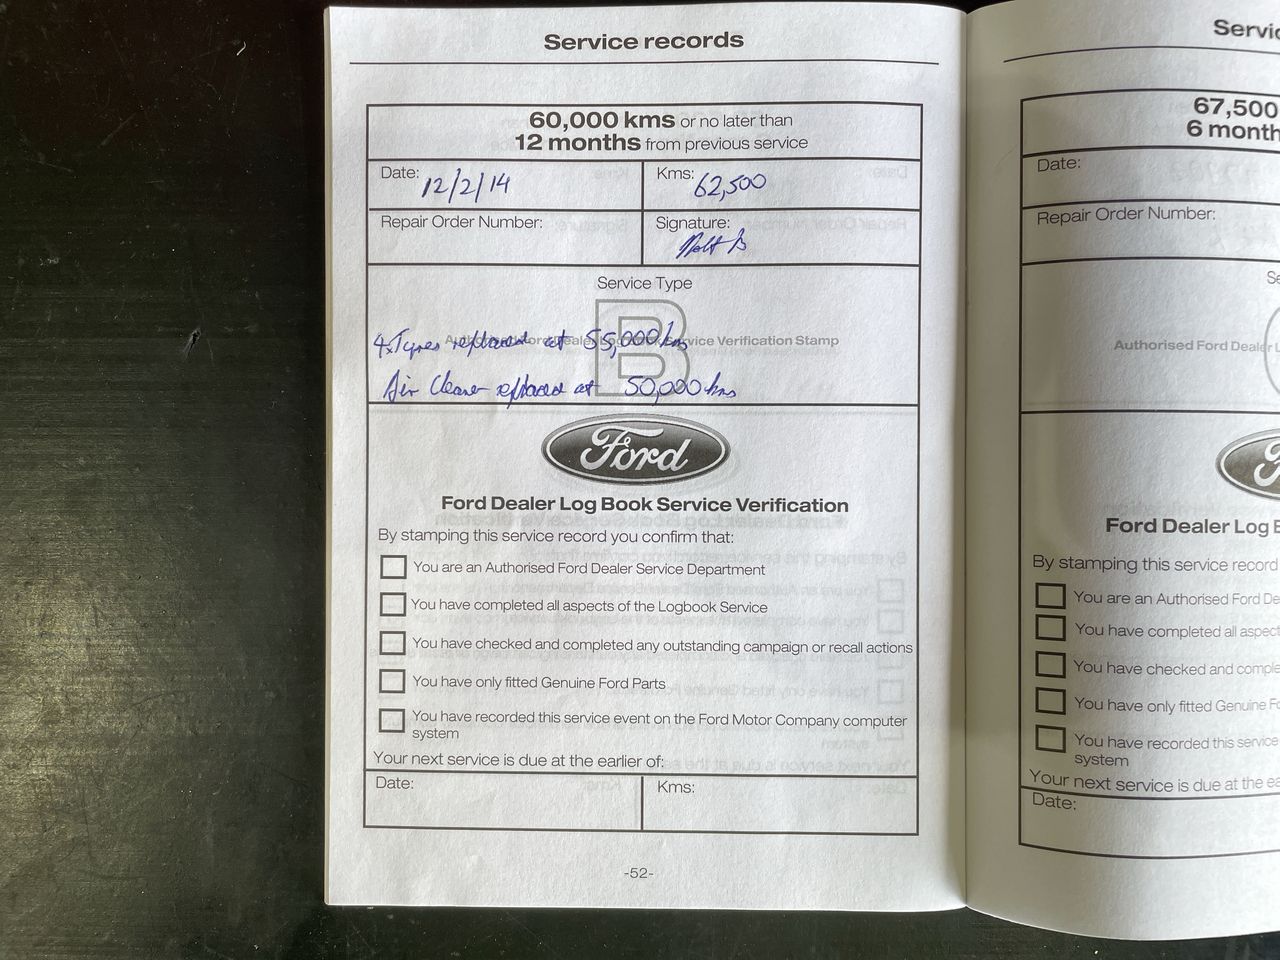 Service records
60,000 kms or no later than
12 months from previous service
Date: 12/2/14
Kms: 62,500
Repair Order Number:
Signature:
Service Type
B
Authorised Ford Dealer Log Book Service Verification Stamp
4x Tyres replaced at 55,000 kms
Air Cleaner replaced at 50,000 kms
Ford
Ford Dealer Log Book Service Verification
By stamping this service record you confirm that:
You are an Authorised Ford Dealer Service Department
You have completed all aspects of the Logbook Service
You have checked and completed any outstanding campaign or recall actions
You have only fitted Genuine Ford Parts
You have recorded this service event on the Ford Motor Company computer
system
Your next service is due at the earlier of:
Date:
Kms:
-52-
Servic
67,500
6 month
Date:
Repair Order Number:
Se
Authorised Ford Dealer L
Ford Dealer Log B
By stamping this service record
You are an Authorised Ford De
You have completed all aspec
You have checked and comple
You have only fitted Genuine Fo
You have recorded this service
system
Your next service is due at the ea
Date: